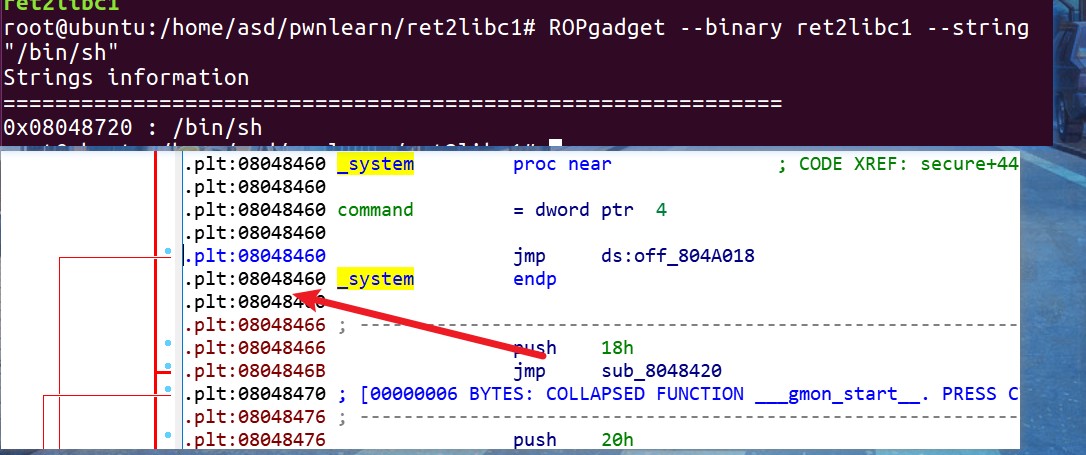 ret2libc1
root@ubuntu:/home/asd/pwnlearn/ret2libc1# ROPgadget --binary ret2libc1 --string
"/bin/sh"
Strings information
============================================================
0x08048720 : /bin/sh
.plt:08048460 _system proc near ; CODE XREF: secure+44
.plt:08048460
.plt:08048460 command = dword ptr 4
.plt:08048460
.plt:08048460 jmp ds:off_804A018
.plt:08048460 _system endp
.plt:08048460
.plt:08048466 ; ------------------------------------------------------------
.plt:08048466 push 18h
.plt:0804846B jmp sub_8048420
.plt:08048470 ; [00000006 BYTES: COLLAPSED FUNCTION ___gmon_start__. PRESS C
.plt:08048476 ; ------------------------------------------------------------
.plt:08048476 push 20h